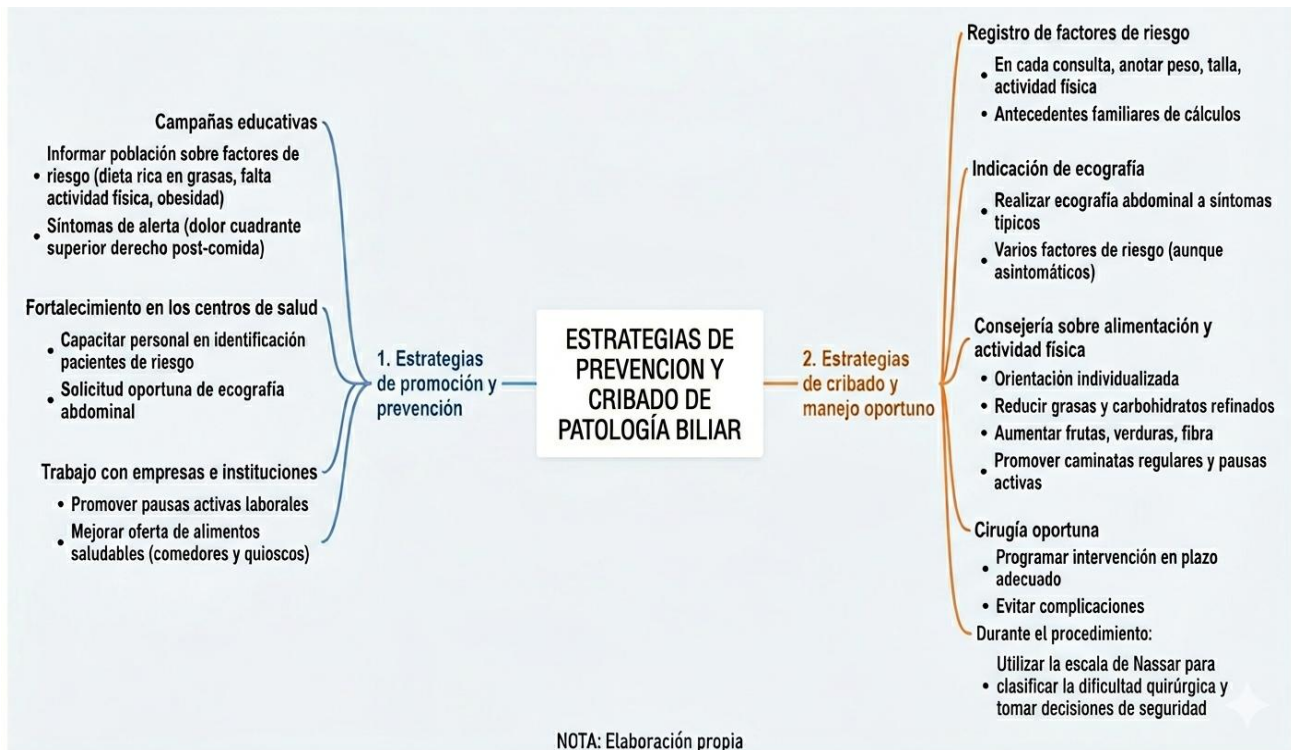 ESTRATEGIAS DE
PREVENCION Y
CRIBADO DE
PATOLOGÍA BILIAR
1. Estrategias
de promoción y
prevención
Campañas educativas
Informar población sobre factores de
• riesgo (dieta rica en grasas, falta
actividad física, obesidad)
• Síntomas de alerta (dolor cuadrante
superior derecho post-comida)
Fortalecimiento en los centros de salud
• Capacitar personal en identificación
pacientes de riesgo
• Solicitud oportuna de ecografía
abdominal
Trabajo con empresas e instituciones
• Promover pausas activas laborales
• Mejorar oferta de alimentos
saludables (comedores y quioscos)
2. Estrategias
de cribado y
manejo oportuno
Registro de factores de riesgo
• En cada consulta, anotar peso, talla,
actividad física
• Antecedentes familiares de cálculos
Indicación de ecografía
• Realizar ecografía abdominal a síntomas
típicos
• Varios factores de riesgo (aunque
asintomáticos)
Consejería sobre alimentación y
actividad física
• Orientación individualizada
• Reducir grasas y carbohidratos refinados
• Aumentar frutas, verduras, fibra
• Promover caminatas regulares y pausas
activas
Cirugía oportuna
• Programar intervención en plazo
adecuado
• Evitar complicaciones
Durante el procedimiento:
Utilizar la escala de Nassar para
• clasificar la dificultad quirúrgica y
tomar decisiones de seguridad
NOTA: Elaboración propia